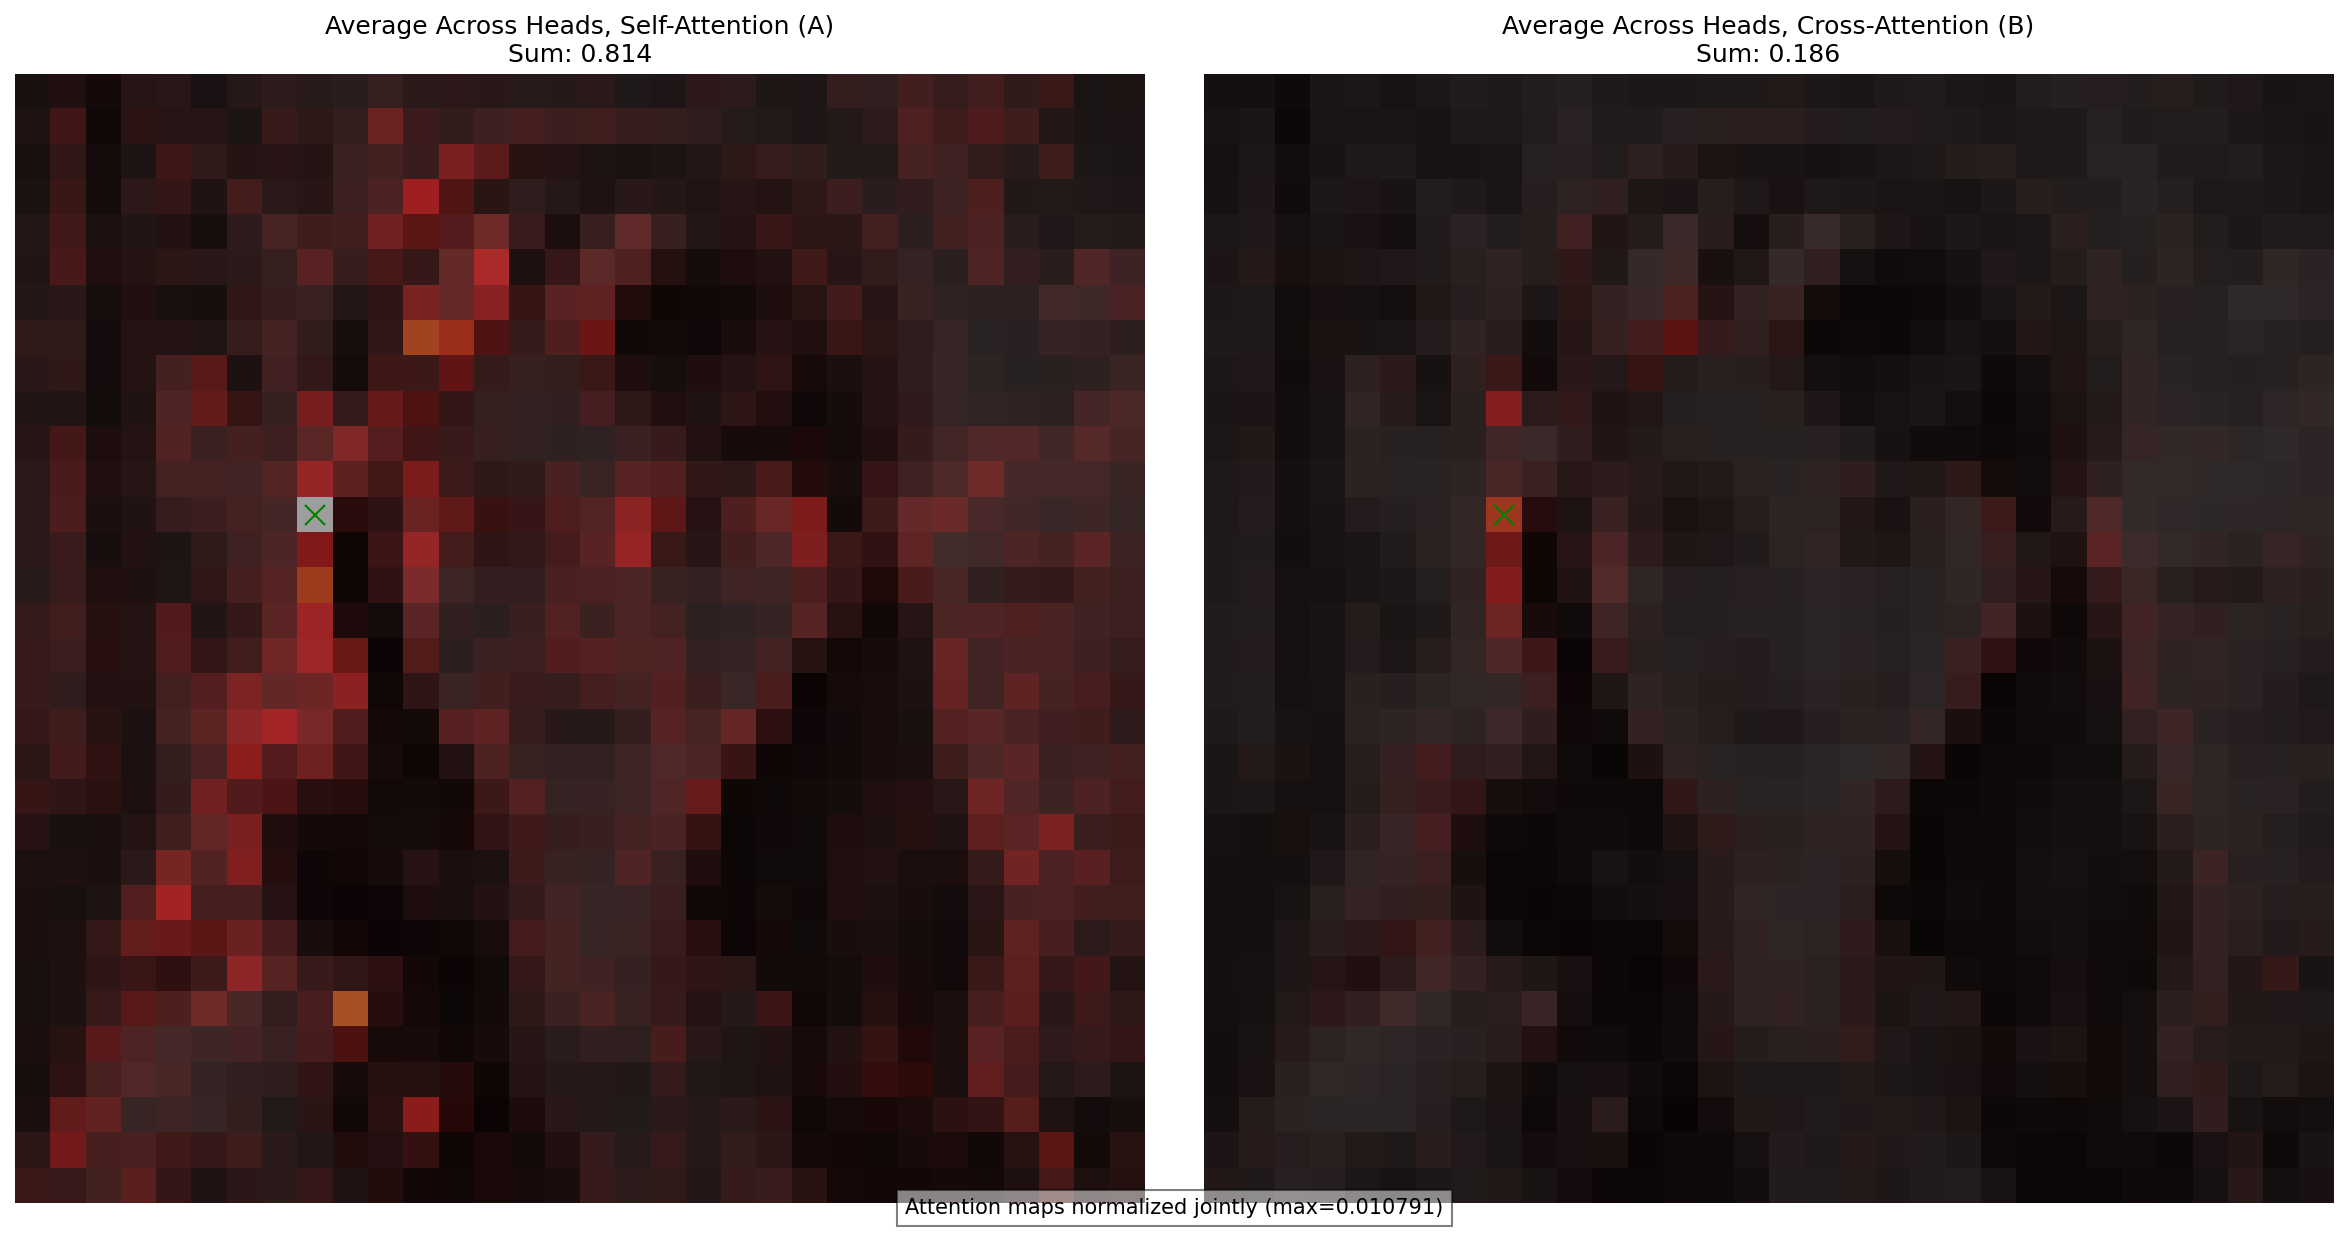 Average Across Heads, Self-Attention (A)
Sum: 0.814
Average Across Heads, Cross-Attention (B)
Sum: 0.186
Attention maps normalized jointly (max=0.010791)